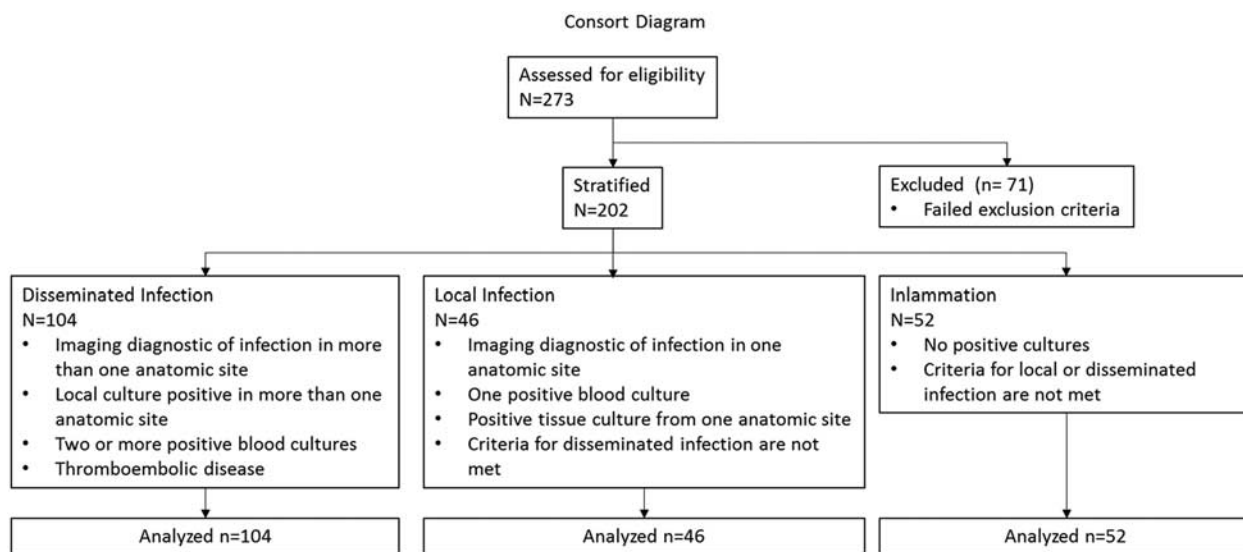 Consort Diagram
Assessed for eligibility
N=273
Stratified
N=202
Excluded (n= 71)
• Failed exclusion criteria
Disseminated Infection
N=104
• Imaging diagnostic of infection in more
than one anatomic site
• Local culture positive in more than one
anatomic site
• Two or more positive blood cultures
• Thromboembolic disease
Local Infection
N=46
• Imaging diagnostic of infection in one
anatomic site
• One positive blood culture
• Positive tissue culture from one anatomic site
• Criteria for disseminated infection are not
met
Inlammation
N=52
• No positive cultures
• Criteria for local or disseminated
infection are not met
Analyzed n=104
Analyzed n=46
Analyzed n=52